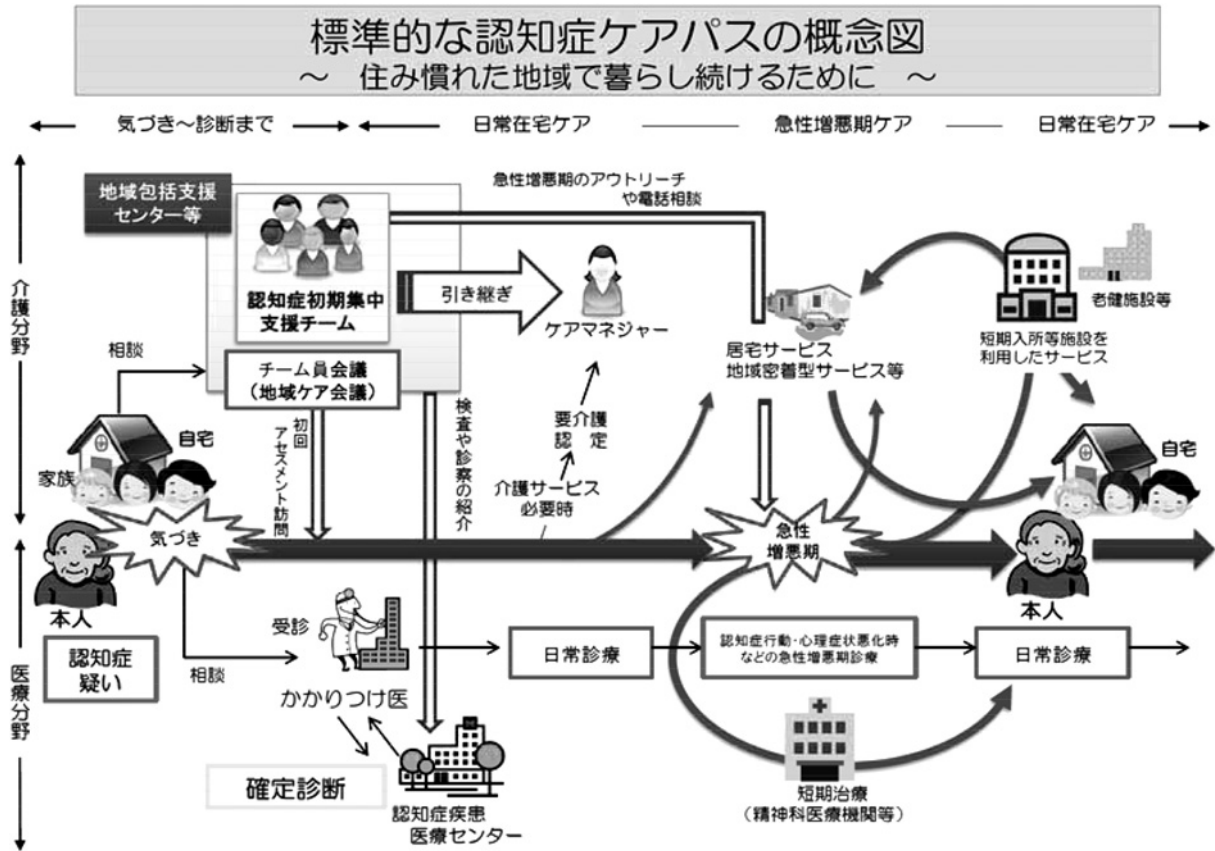 標準的な認知症ケアパスの概念図
～ 住み慣れた地域で暮らし続けるために ～
気づき～診断まで
日常在宅ケア
急性増悪期ケア
日常在宅ケア
介護分野
医療分野
地域包括支援
センター等
認知症初期集中
支援チーム
チーム員会議
（地域ケア会議）
急性増悪期のアウトリーチ
や電話相談
引き継ぎ
ケアマネジャー
居宅サービス
地域密着型サービス等
老健施設等
短期入所等施設を
利用したサービス
相談
自宅
家族
初回
アセスメント訪問
検査や診察の紹介
要介護
認 定
介護サービス
必要時
自宅
気づき
急性
増悪期
本人
本人
認知症
疑い
相談
受診
かかりつけ医
日常診療
認知症行動・心理症状悪化時
などの急性増悪期診療
日常診療
確定診断
認知症疾患
医療センター
短期治療
（精神科医療機関等）